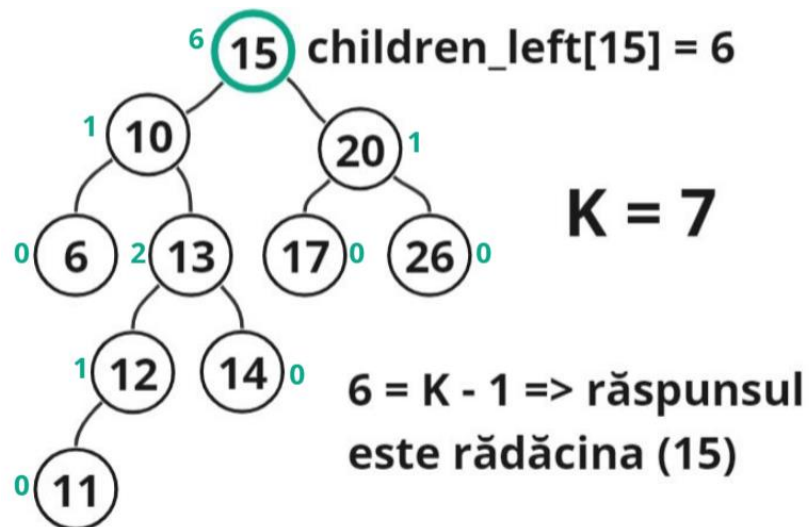 6 15 children_left[15] = 6
1 10 20 1
K = 7
0 6 2 13 17 0 26 0
1 12 14 0
6 = K - 1 => răspunsul
este rădăcina (15)
0 11